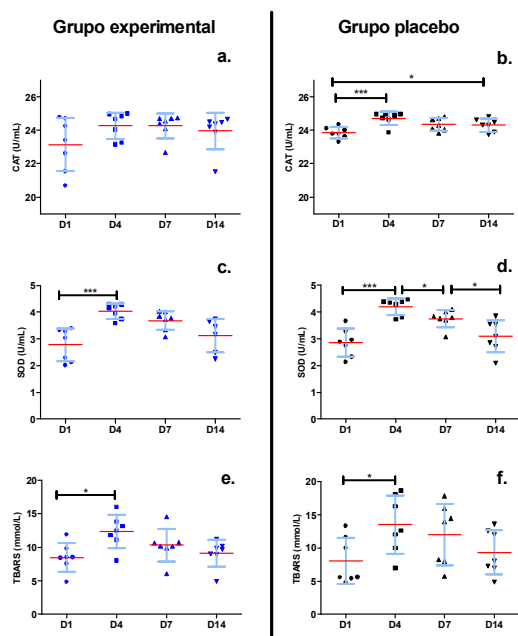 Grupo experimental
Grupo placebo
a.
CAT (U/mL)
26
24
22
20
D1 D4 D7 D14
b.
*
***
CAT (U/mL)
26
24
22
20
D1 D4 D7 D14
c.
***
SOD (U/mL)
5
4
3
2
1
0
D1 D4 D7 D14
d.
*** * *
SOD (U/mL)
5
4
3
2
1
0
D1 D4 D7 D14
e.
*
TBARS (mmol/L)
20
15
10
5
0
D1 D4 D7 D14
f.
*
TBARS (mmol/L)
20
15
10
5
0
D1 D4 D7 D14